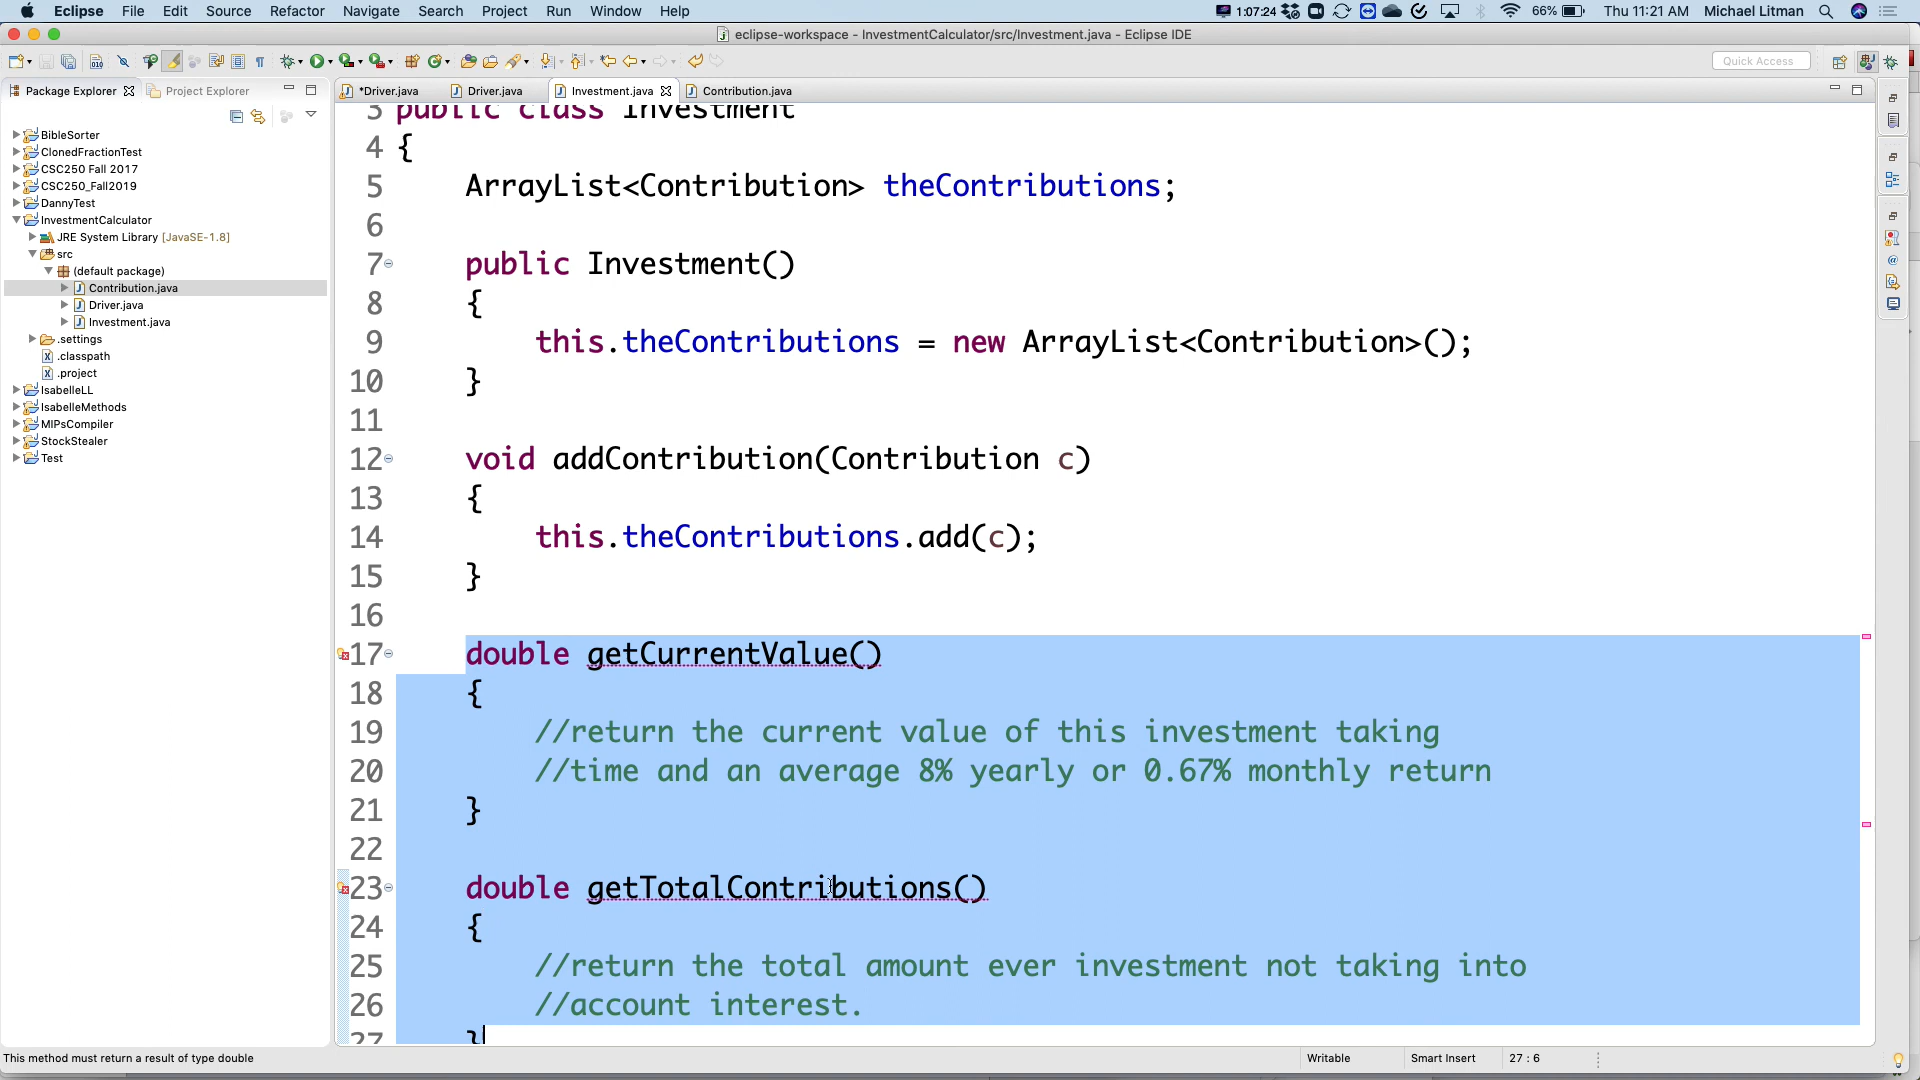 Eclipse File Edit Source Refactor Navigate Search Project Run Window Help 1:07:24 66% Thu 11:21 AM Michael Litman
eclipse-workspace - InvestmentCalculator/src/Investment.java - Eclipse IDE
Quick Access
Package Explorer Project Explorer
*Driver.java Driver.java Investment.java Contribution.java
BibleSorter
ClonedFractionTest
CSC250 Fall 2017
CSC250_Fall2019
DannyTest
InvestmentCalculator
JRE System Library [JavaSE-1.8]
src
(default package)
Contribution.java
Driver.java
Investment.java
.settings
.classpath
.project
IsabelleLL
IsabelleMethods
MIPsCompiler
StockStealer
Test
3 public class Investment
4 {
5 ArrayList<Contribution> theContributions;
6
7 public Investment()
8 {
9 this.theContributions = new ArrayList<Contribution>();
10 }
11
12 void addContribution(Contribution c)
13 {
14 this.theContributions.add(c);
15 }
16
17 double getCurrentValue()
18 {
19 //return the current value of this investment taking
20 //time and an average 8% yearly or 0.67% monthly return
21 }
22
23 double getTotalContributions()
24 {
25 //return the total amount ever investment not taking into
26 //account interest.
27 }
This method must return a result of type double Writable Smart Insert 27 : 6